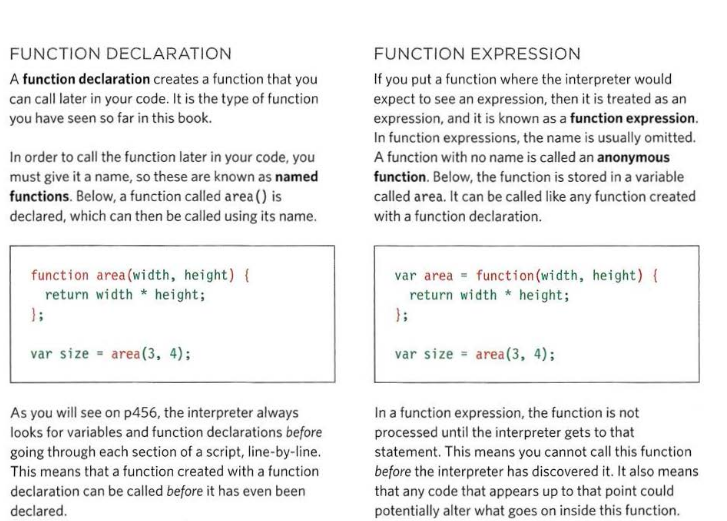 FUNCTION DECLARATION
A function declaration creates a function that you
can call later in your code. It is the type of function
you have seen so far in this book.
In order to call the function later in your code, you
must give it a name, so these are known as named
functions. Below, a function called area() is
declared, which can then be called using its name.
function area(width, height) {
return width * height;
};
var size = area(3, 4);
As you will see on p456, the interpreter always
looks for variables and function declarations before
going through each section of a script, line-by-line.
This means that a function created with a function
declaration can be called before it has even been
declared.
FUNCTION EXPRESSION
If you put a function where the interpreter would
expect to see an expression, then it is treated as an
expression, and it is known as a function expression.
In function expressions, the name is usually omitted.
A function with no name is called an anonymous
function. Below, the function is stored in a variable
called area. It can be called like any function created
with a function declaration.
var area = function(width, height) {
return width * height;
};
var size = area(3, 4);
In a function expression, the function is not
processed until the interpreter gets to that
statement. This means you cannot call this function
before the interpreter has discovered it. It also means
that any code that appears up to that point could
potentially alter what goes on inside this function.